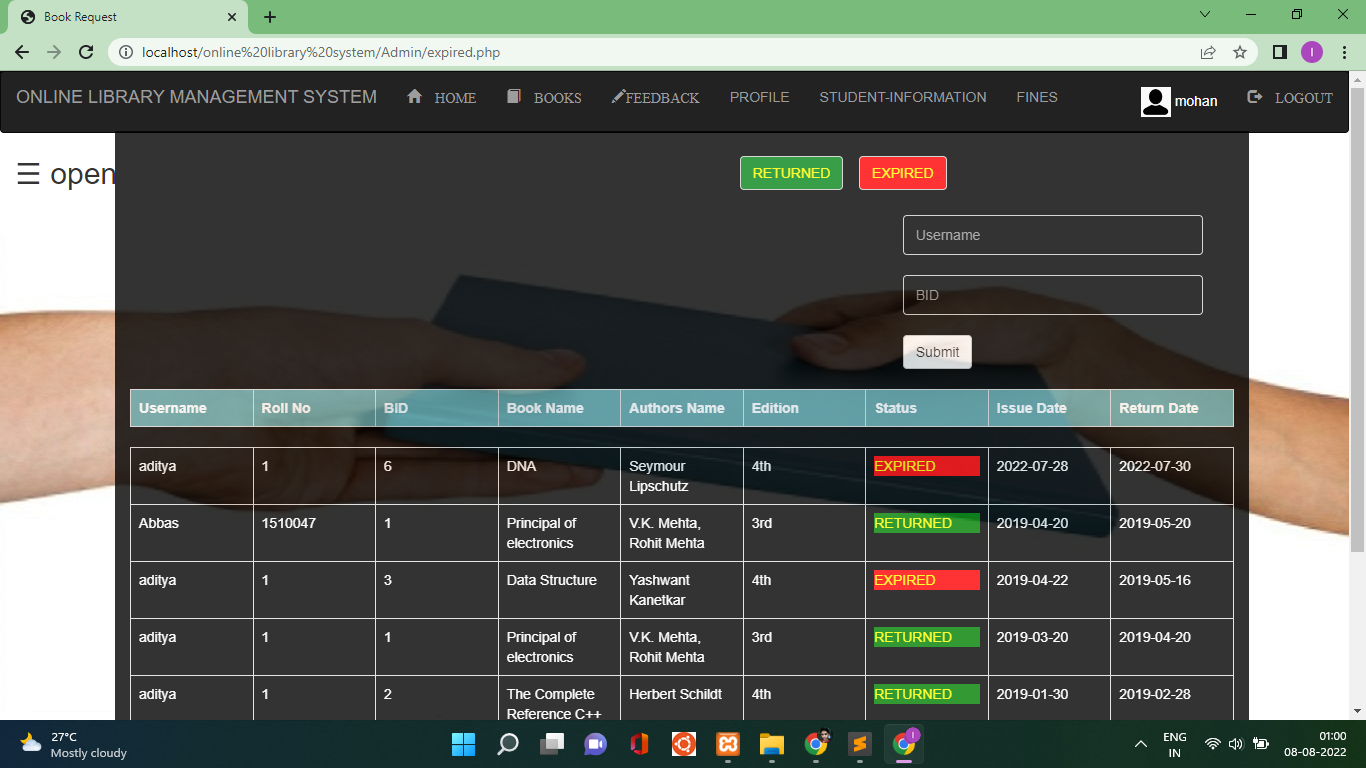 Book Request
localhost/online%20library%20system/Admin/expired.php
ONLINE LIBRARY MANAGEMENT SYSTEM HOME BOOKS FEEDBACK PROFILE STUDENT-INFORMATION FINES mohan LOGOUT
☰ open
RETURNED EXPIRED
Username
BID
Submit
Username Roll No BID Book Name Authors Name Edition Status Issue Date Return Date
aditya 1 6 DNA Seymour 4th EXPIRED 2022-07-28 2022-07-30
Lipschutz
Abbas 1510047 1 Principal of V.K. Mehta, 3rd RETURNED 2019-04-20 2019-05-20
electronics Rohit Mehta
aditya 1 3 Data Structure Yashwant 4th EXPIRED 2019-04-22 2019-05-16
Kanetkar
aditya 1 1 Principal of V.K. Mehta, 3rd RETURNED 2019-03-20 2019-04-20
electronics Rohit Mehta
aditya 1 2 The Complete Herbert Schildt 4th RETURNED 2019-01-30 2019-02-28
Reference C++
27°C ENG 01:00
Mostly cloudy IN 08-08-2022